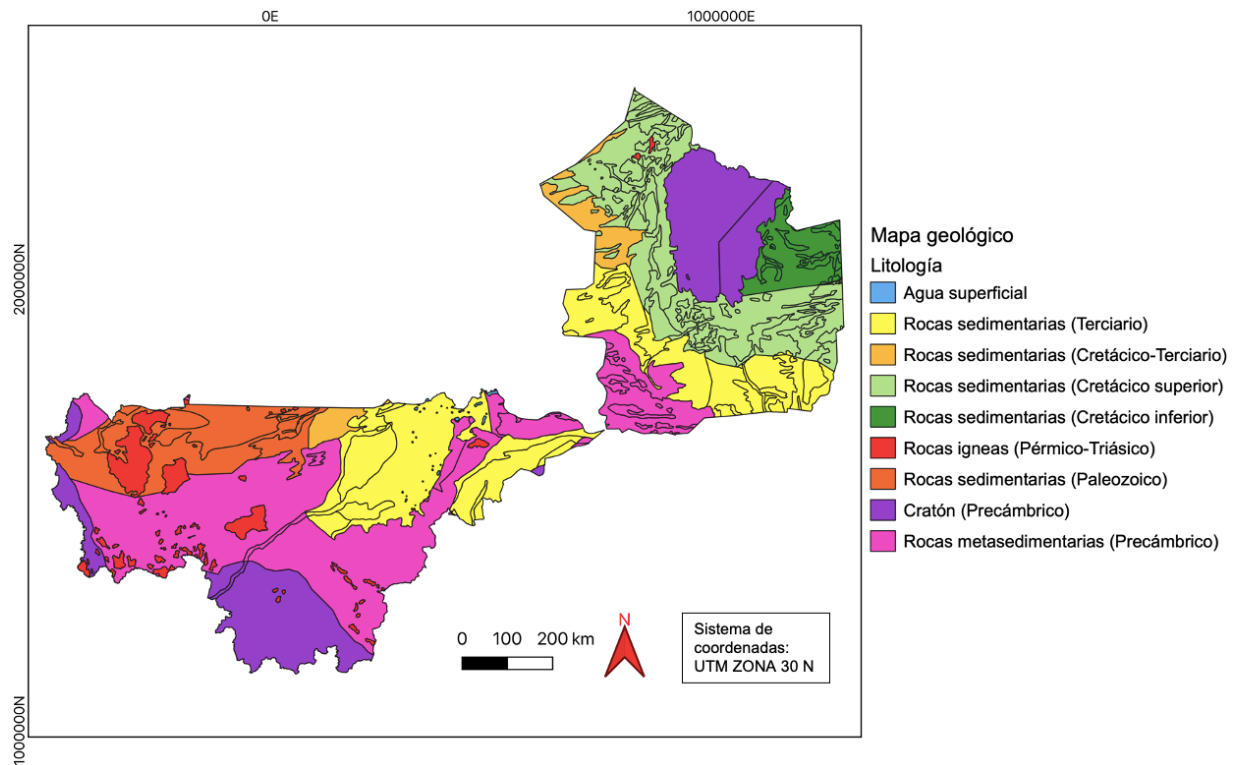 0E
1000000E
2000000N
1000000N
Mapa geológico
Litología
Agua superficial
Rocas sedimentarias (Terciario)
Rocas sedimentarias (Cretácico-Terciario)
Rocas sedimentarias (Cretácico superior)
Rocas sedimentarias (Cretácico inferior)
Rocas igneas (Pérmico-Triásico)
Rocas sedimentarias (Paleozoico)
Cratón (Precámbrico)
Rocas metasedimentarias (Precámbrico)
0 100 200 km
N
Sistema de
coordenadas:
UTM ZONA 30 N